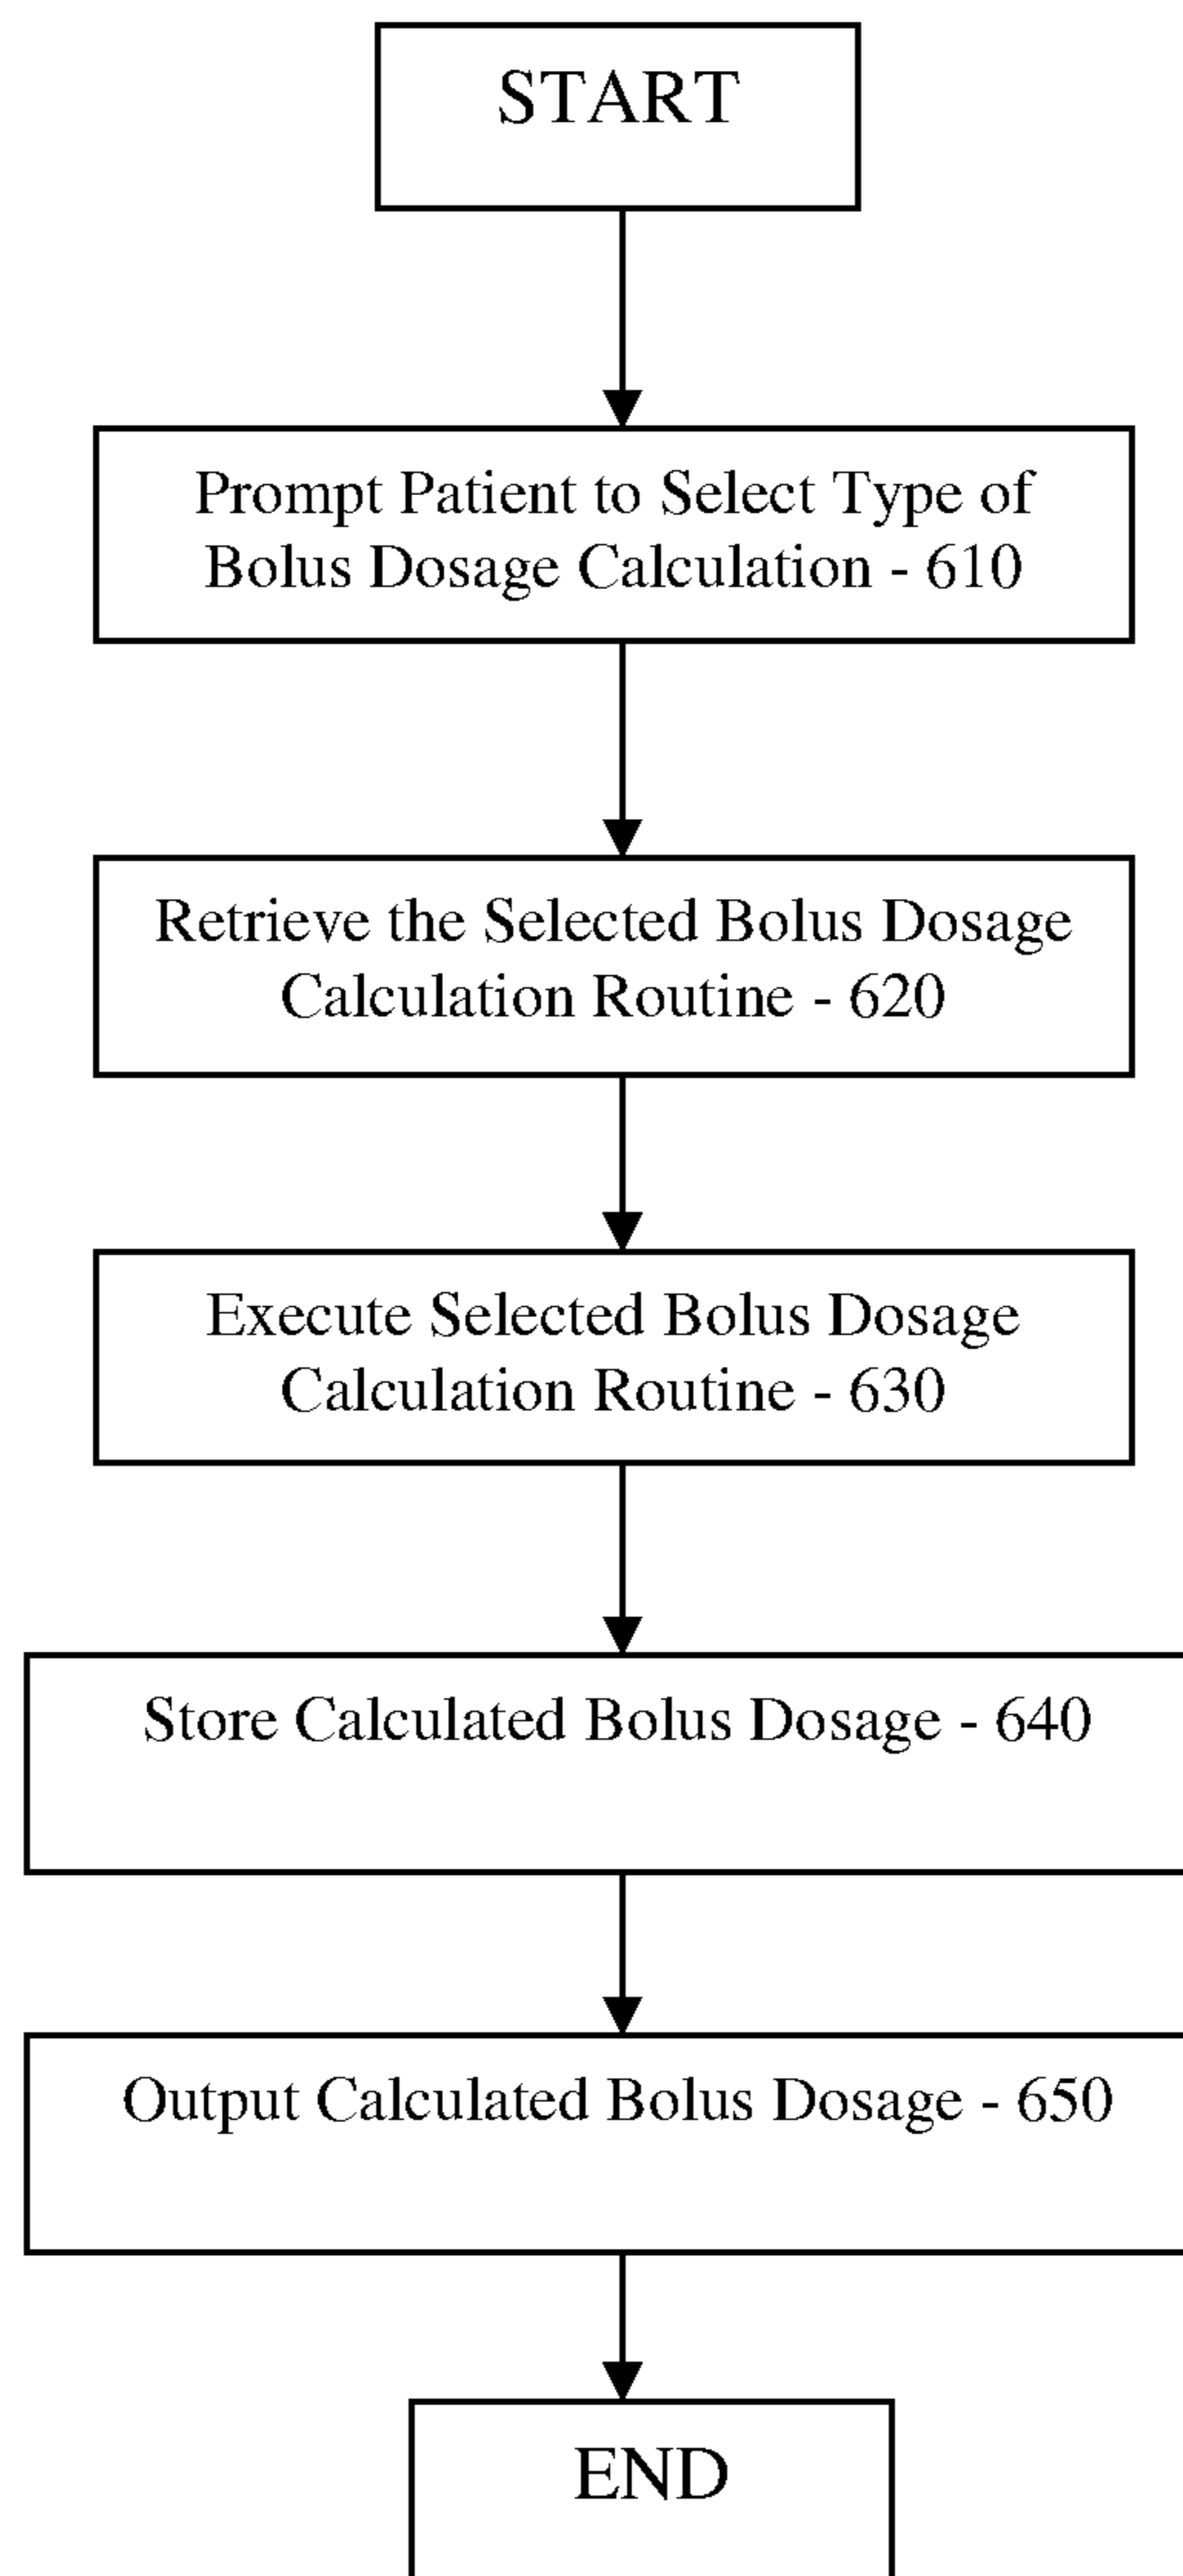 START
Prompt Patient to Select Type of
Bolus Dosage Calculation - 610
Retrieve the Selected Bolus Dosage
Calculation Routine - 620
Execute Selected Bolus Dosage
Calculation Routine - 630
Store Calculated Bolus Dosage - 640
Output Calculated Bolus Dosage - 650
END